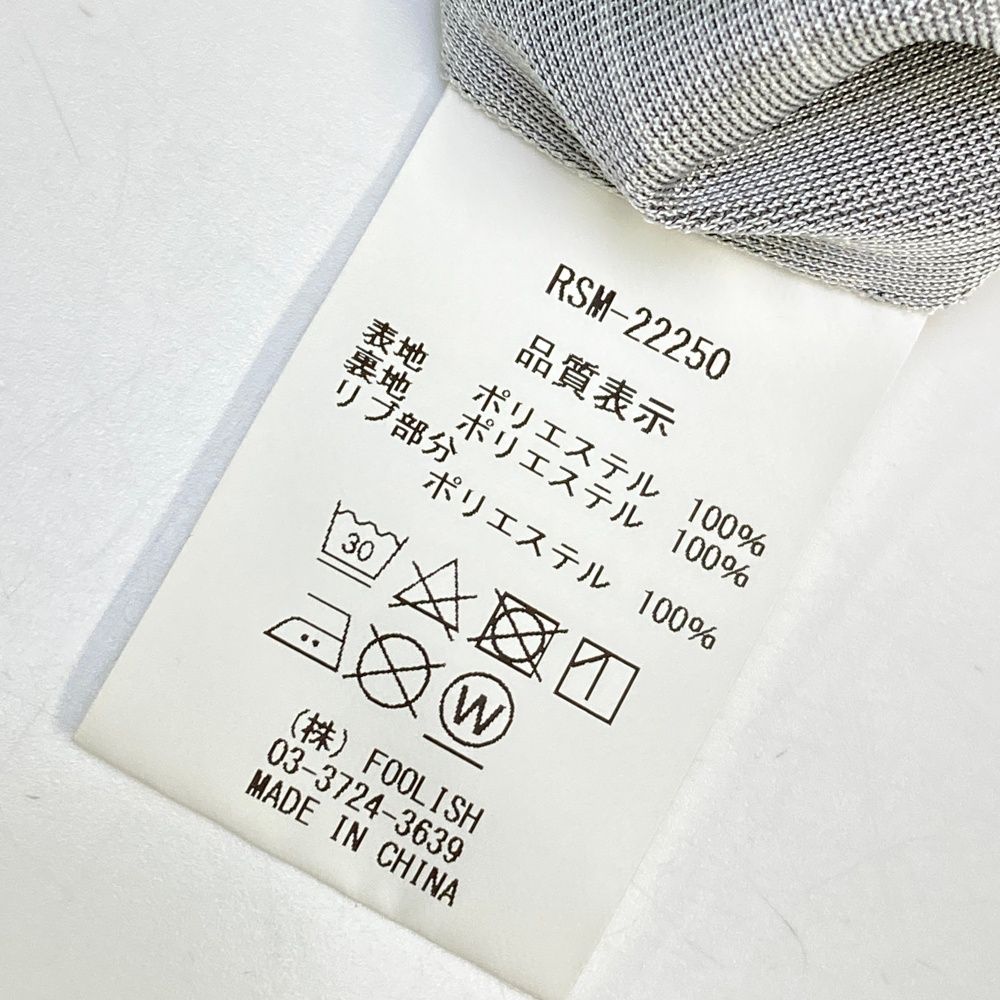 RSM-22250
品質表示
表地 ポリエステル 100%
裏地 ポリエステル 100%
リブ部分
ポリエステル 100%
30
W
(株) FOOLISH
03-3724-3639
MADE IN CHINA